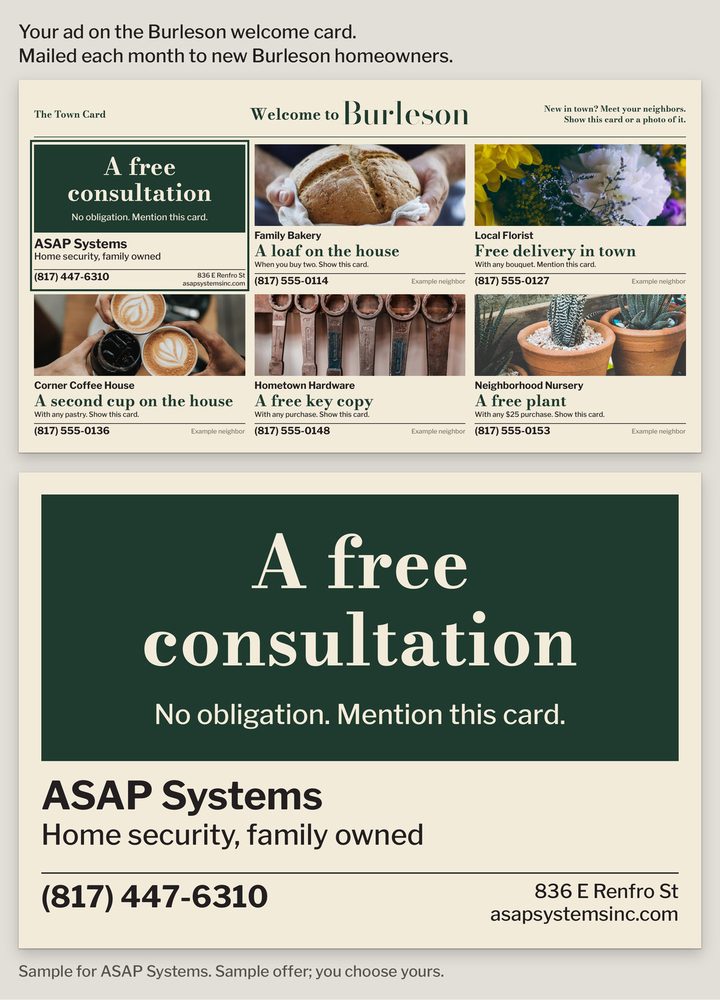 Your ad on the Burleson welcome card.
Mailed each month to new Burleson homeowners.
The Town Card
Welcome to Burleson
New in town? Meet your neighbors.
Show this card or a photo of it.
A free
consultation
No obligation. Mention this card.
ASAP Systems
Home security, family owned
(817) 447-6310
836 E Renfro St
asapsystemsinc.com
Family Bakery
A loaf on the house
When you buy two. Show this card.
(817) 555-0114
Example neighbor
Local Florist
Free delivery in town
With any bouquet. Mention this card.
(817) 555-0127
Example neighbor
Corner Coffee House
A second cup on the house
With any pastry. Show this card.
(817) 555-0136
Example neighbor
Hometown Hardware
A free key copy
With any purchase. Show this card.
(817) 555-0148
Example neighbor
Neighborhood Nursery
A free plant
With any $25 purchase. Show this card.
(817) 555-0153
Example neighbor
A free
consultation
No obligation. Mention this card.
ASAP Systems
Home security, family owned
(817) 447-6310
836 E Renfro St
asapsystemsinc.com
Sample for ASAP Systems. Sample offer; you choose yours.